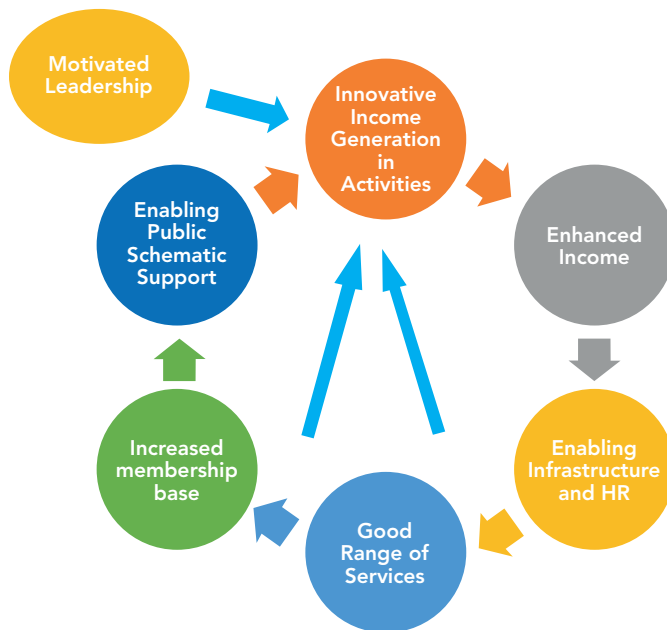 Motivated
Leadership
Innovative
Income
Generation
in
Activities
Enhanced
Income
Enabling
Infrastructure
and HR
Good
Range of
Services
Increased
membership
base
Enabling
Public
Schematic
Support